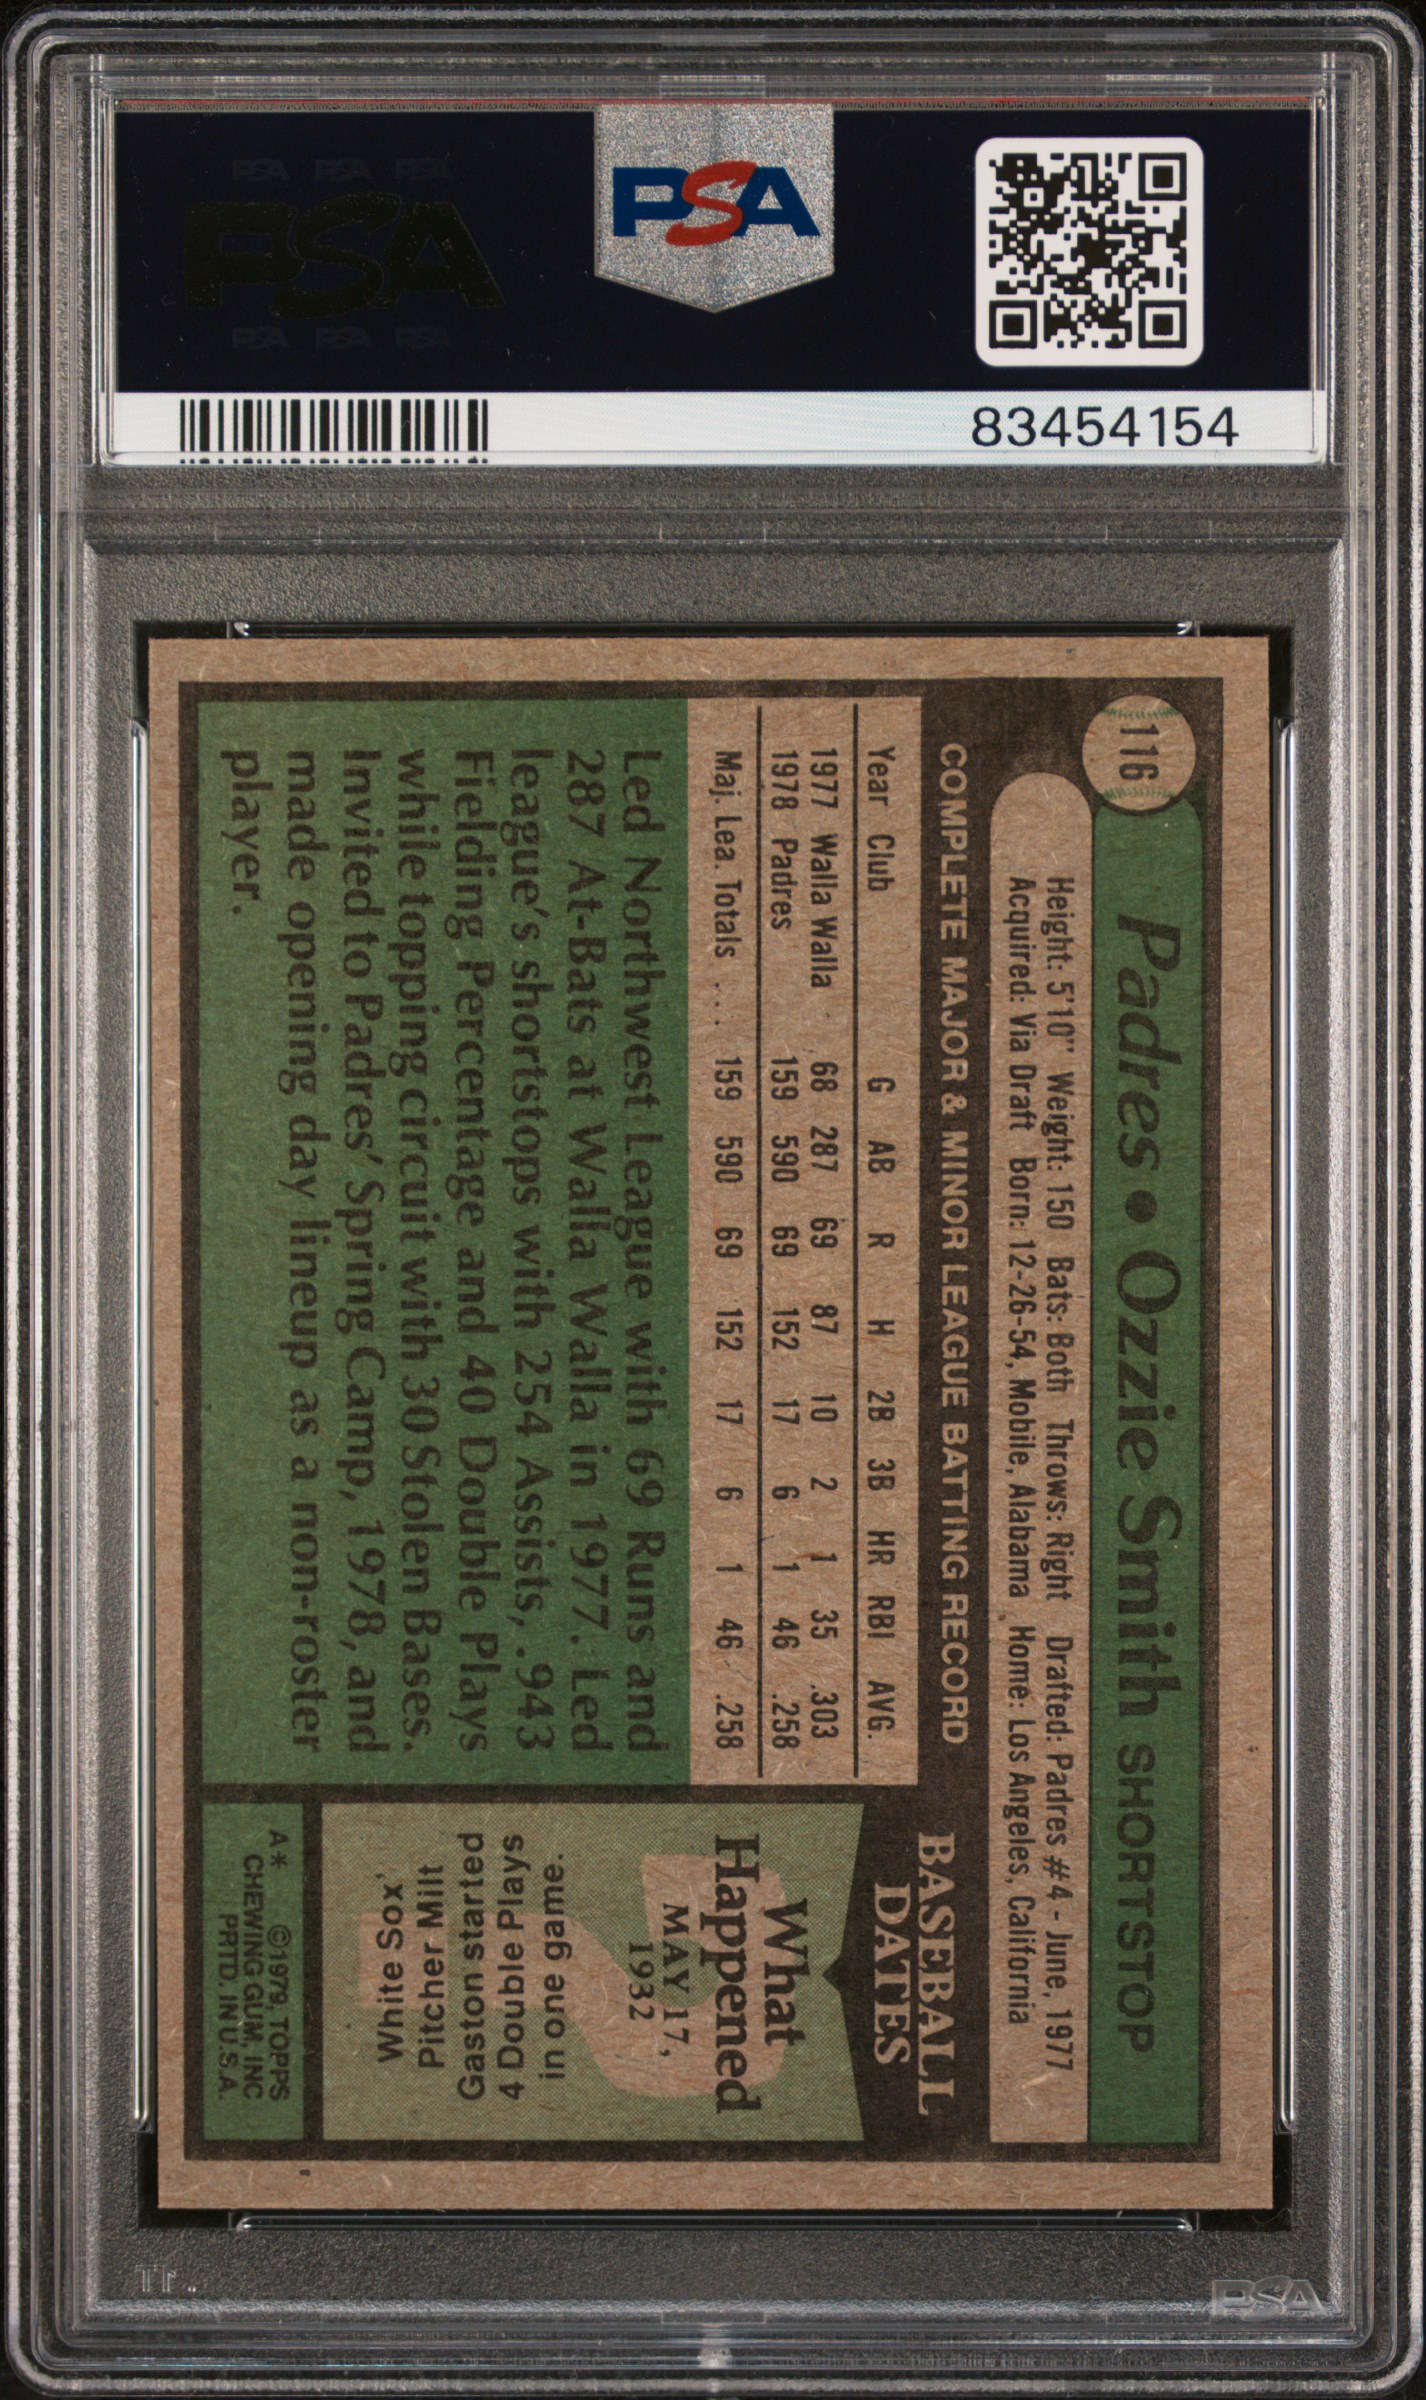 PSA PSA PSA
PSA
PSA PSA PSA
PSA
83454154
116
Padres • Ozzie Smith SHORTSTOP
Height: 5'10" Weight: 150 Bats: Both Throws: Right Drafted: Padres #4 - June, 1977
Acquired: Via Draft Born: 12-26-54, Mobile, Alabama Home: Los Angeles, California
COMPLETE MAJOR & MINOR LEAGUE BATTING RECORD
Year Club G AB R H 2B 3B HR RBI AVG.
1977 Walla Walla 68 287 69 87 10 2 1 35 .303
1978 Padres 159 590 69 152 17 6 1 46 .258
Maj. Lea. Totals .... 159 590 69 152 17 6 1 46 .258
Led Northwest League with 69 Runs and
287 At-Bats at Walla Walla in 1977. Led
league's shortstops with 254 Assists, .943
Fielding Percentage and 40 Double Plays
while topping circuit with 30 Stolen Bases.
Invited to Padres' Spring Camp, 1978, and
made opening day lineup as a non-roster
player.
BASEBALL
DATES
What
Happened
MAY 17,
1932
White Sox'
Pitcher Milt
Gaston started
4 Double Plays
in one game.
A* ©1979, TOPPS
CHEWING GUM, INC
PRTD. IN U.S.A.
PSA